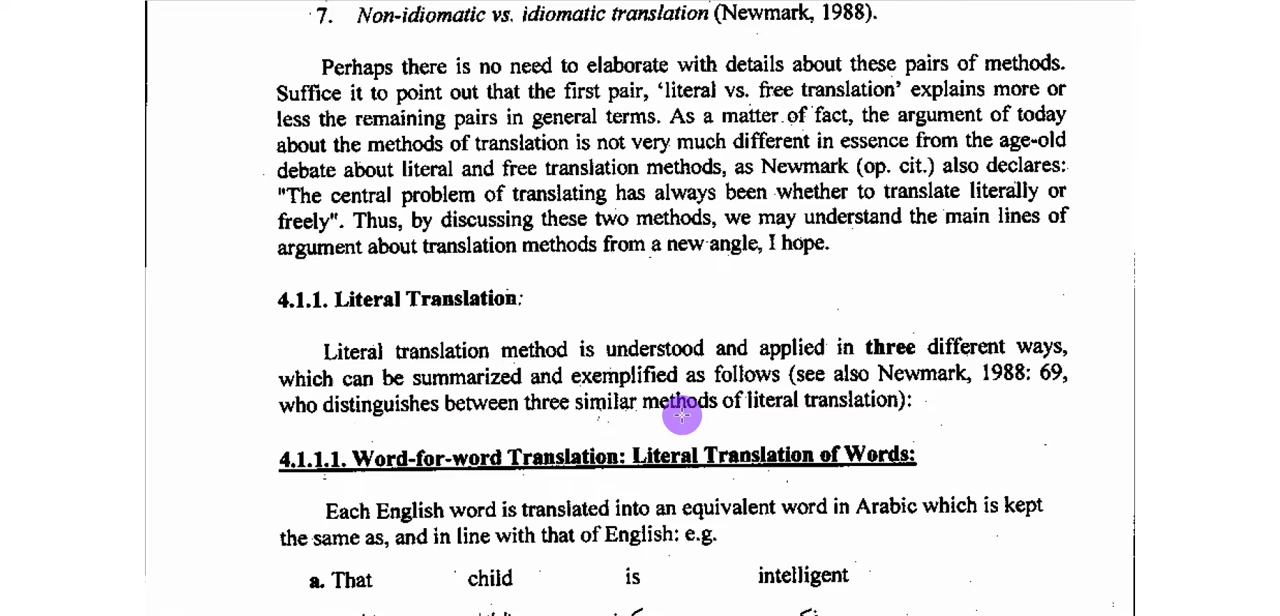 7. Non-idiomatic vs. idiomatic translation (Newmark, 1988).
Perhaps there is no need to elaborate with details about these pairs of methods.
Suffice it to point out that the first pair, ‘literal vs. free translation’ explains more or
less the remaining pairs in general terms. As a matter of fact, the argument of today
about the methods of translation is not very much different in essence from the age-old
debate about literal and free translation methods, as Newmark (op. cit.) also declares:
"The central problem of translating has always been whether to translate literally or
freely". Thus, by discussing these two methods, we may understand the main lines of
argument about translation methods from a new angle, I hope.
4.1.1. Literal Translation:
Literal translation method is understood and applied in three different ways,
which can be summarized and exemplified as follows (see also Newmark, 1988: 69,
who distinguishes between three similar methods of literal translation):
4.1.1.1. Word-for-word Translation: Literal Translation of Words:
Each English word is translated into an equivalent word in Arabic which is kept
the same as, and in line with that of English: e.g.
a. That child is intelligent